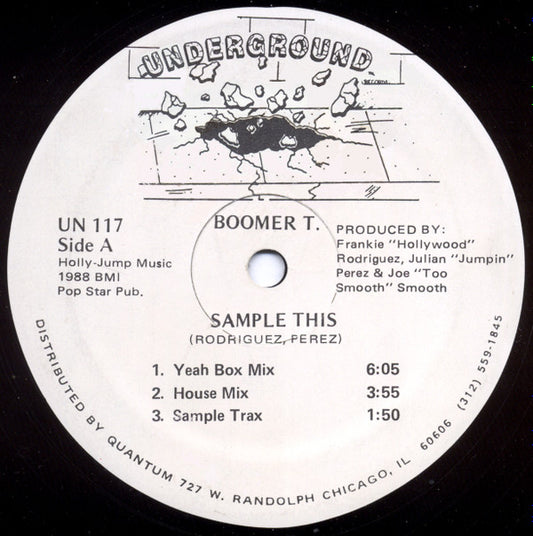 UNDERGROUND
RECORDS
UN 117
Side A
Holly-Jump Music
1988 BMI
Pop Star Pub.
BOOMER T.
PRODUCED BY:
Frankie "Hollywood"
Rodriguez, Julian "Jumpin"
Perez & Joe "Too
Smooth" Smooth
SAMPLE THIS
(RODRIGUEZ, PEREZ)
1. Yeah Box Mix 6:05
2. House Mix 3:55
3. Sample Trax 1:50
DISTRIBUTED BY QUANTUM 727 W. RANDOLPH CHICAGO, IL 60606 (312) 559-1845